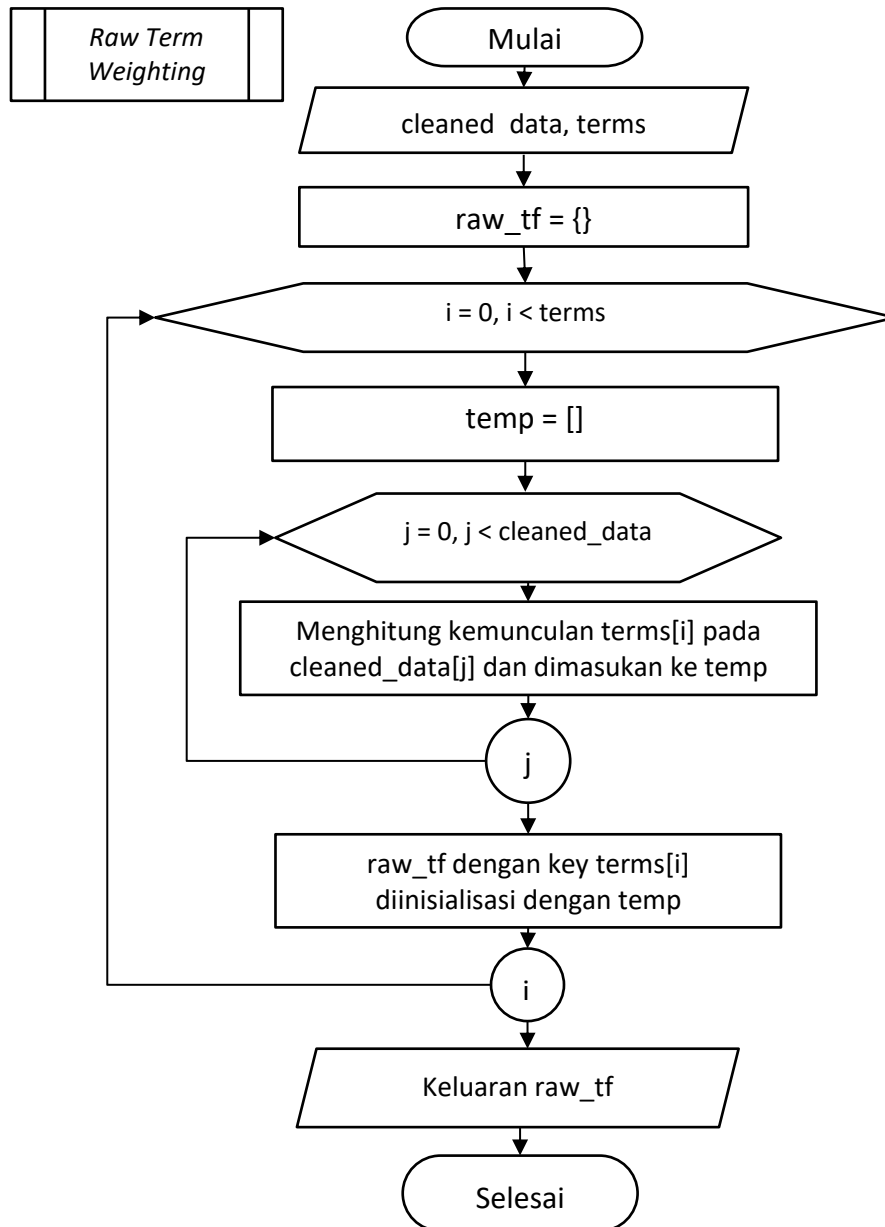 Raw Term
Weighting
Mulai
cleaned data, terms
raw_tf = {}
i = 0, i < terms
temp = []
j = 0, j < cleaned_data
Menghitung kemunculan terms[i] pada
cleaned_data[j] dan dimasukan ke temp
j
raw_tf dengan key terms[i]
diinisialisasi dengan temp
i
Keluaran raw_tf
Selesai